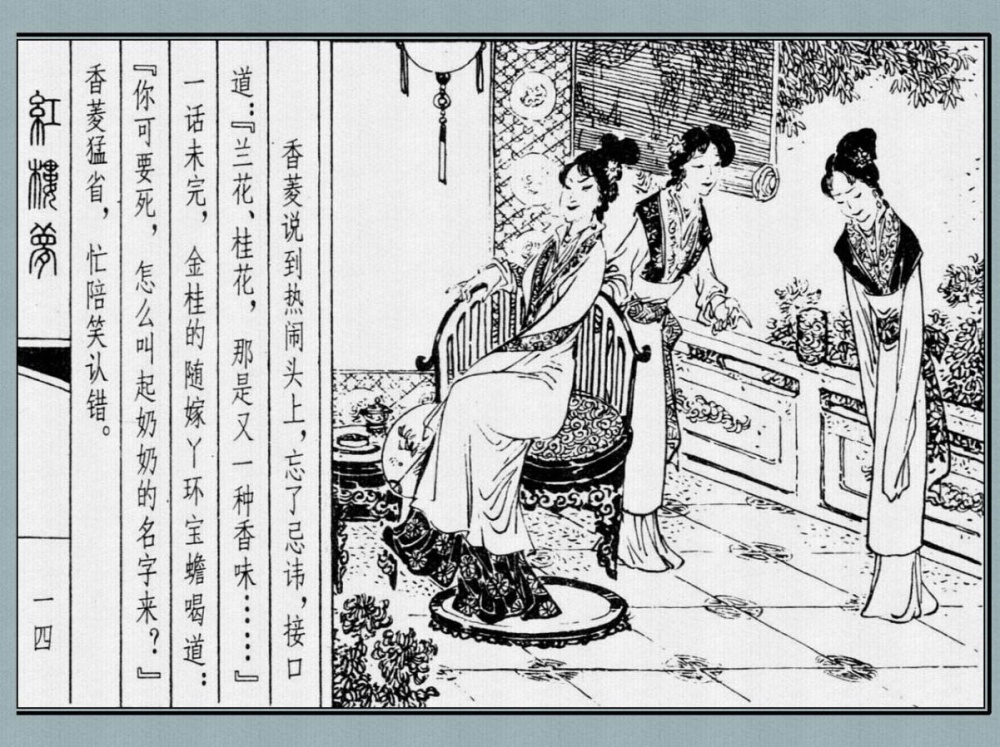 香菱说到热闹头上，忘了忌讳，接口
道：『兰花、桂花，那是又一种香味……』
一话未完，金桂的随嫁丫环宝蟾喝道：
『你可要死，怎么叫起奶奶的名字来？』
香菱猛省，忙陪笑认错。
紅樓夢
一四